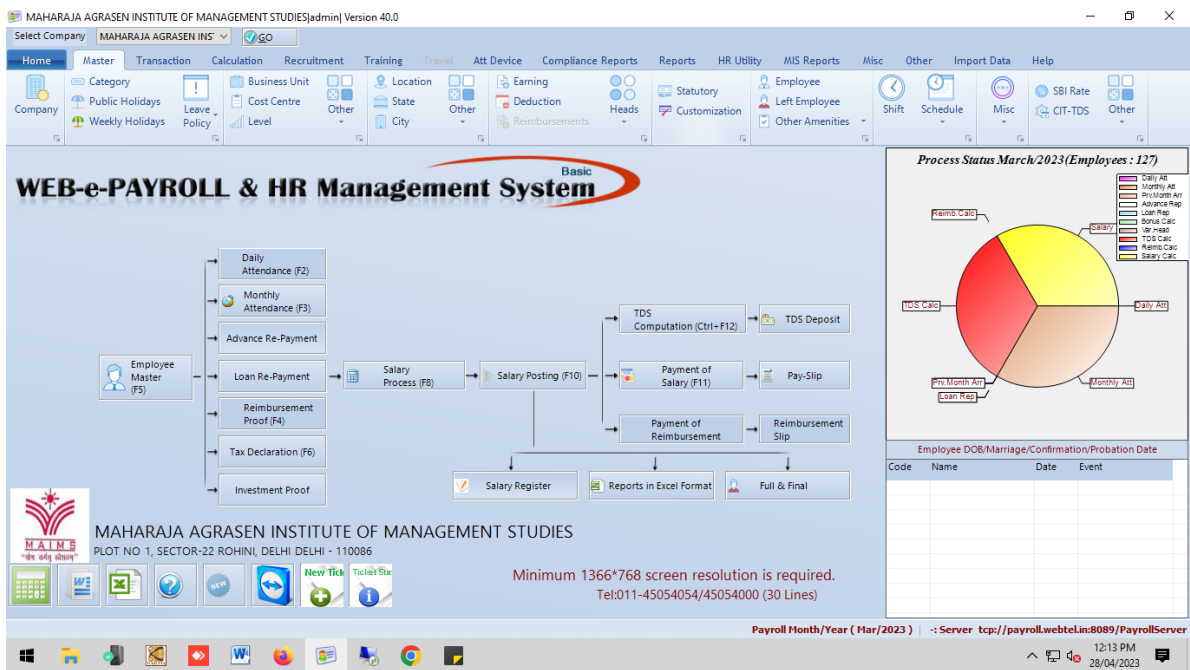 MAHARAJA AGRASEN INSTITUTE OF MANAGEMENT STUDIES|admin| Version 40.0
Select Company MAHARAJA AGRASEN INS' GO
Home Master Transaction Calculation Recruitment Training Travel Att Device Compliance Reports Reports HR Utility MIS Reports Misc Other Import Data Help
Category
Public Holidays
Weekly Holidays
Company
Leave
Policy
Business Unit
Cost Centre
Level
Other
Location
State
City
Other
Earning
Deduction
Reimbursements
Heads
Statutory
Customization
Employee
Left Employee
Other Amenities
Shift
Schedule
Misc
SBI Rate
CIT-TDS
Other
Basic
WEB-e-PAYROLL & HR Management System
Daily
Attendance (F2)
Monthly
Attendance (F3)
Advance Re-Payment
Employee
Master
(F5)
Loan Re-Payment
Reimbursement
Proof (F4)
Tax Declaration (F6)
Investment Proof
Salary
Process (F8)
Salary Posting (F10)
TDS
Computation (Ctrl+F12)
TDS Deposit
Payment of
Salary (F11)
Pay-Slip
Payment of
Reimbursement
Reimbursement
Slip
Salary Register
Reports in Excel Format
Full & Final
Process Status March/2023(Employees : 127)
Daily Att
Monthly Att
Prv.Month Arr
Advance Rep
Loan Rep
Bonus Calc
Var.Head
TDS Calc
Reimb.Calc
Salary Calc
Reimb.Calc
Salary
TDS Calc
Daily Att
Prv.Month Arr
Monthly Att
Loan Rep
Employee DOB/Marriage/Confirmation/Probation Date
Code Name Date Event
MAIMS
MAHARAJA AGRASEN INSTITUTE OF MANAGEMENT STUDIES
PLOT NO 1, SECTOR-22 ROHINI, DELHI DELHI - 110086
NEW
New Tick
Ticket Sta
Minimum 1366*768 screen resolution is required.
Tel:011-45054054/45054000 (30 Lines)
Payroll Month/Year ( Mar/2023 ) -: Server tcp://payroll.webtel.in:8089/PayrollServer
12:13 PM
28/04/2023